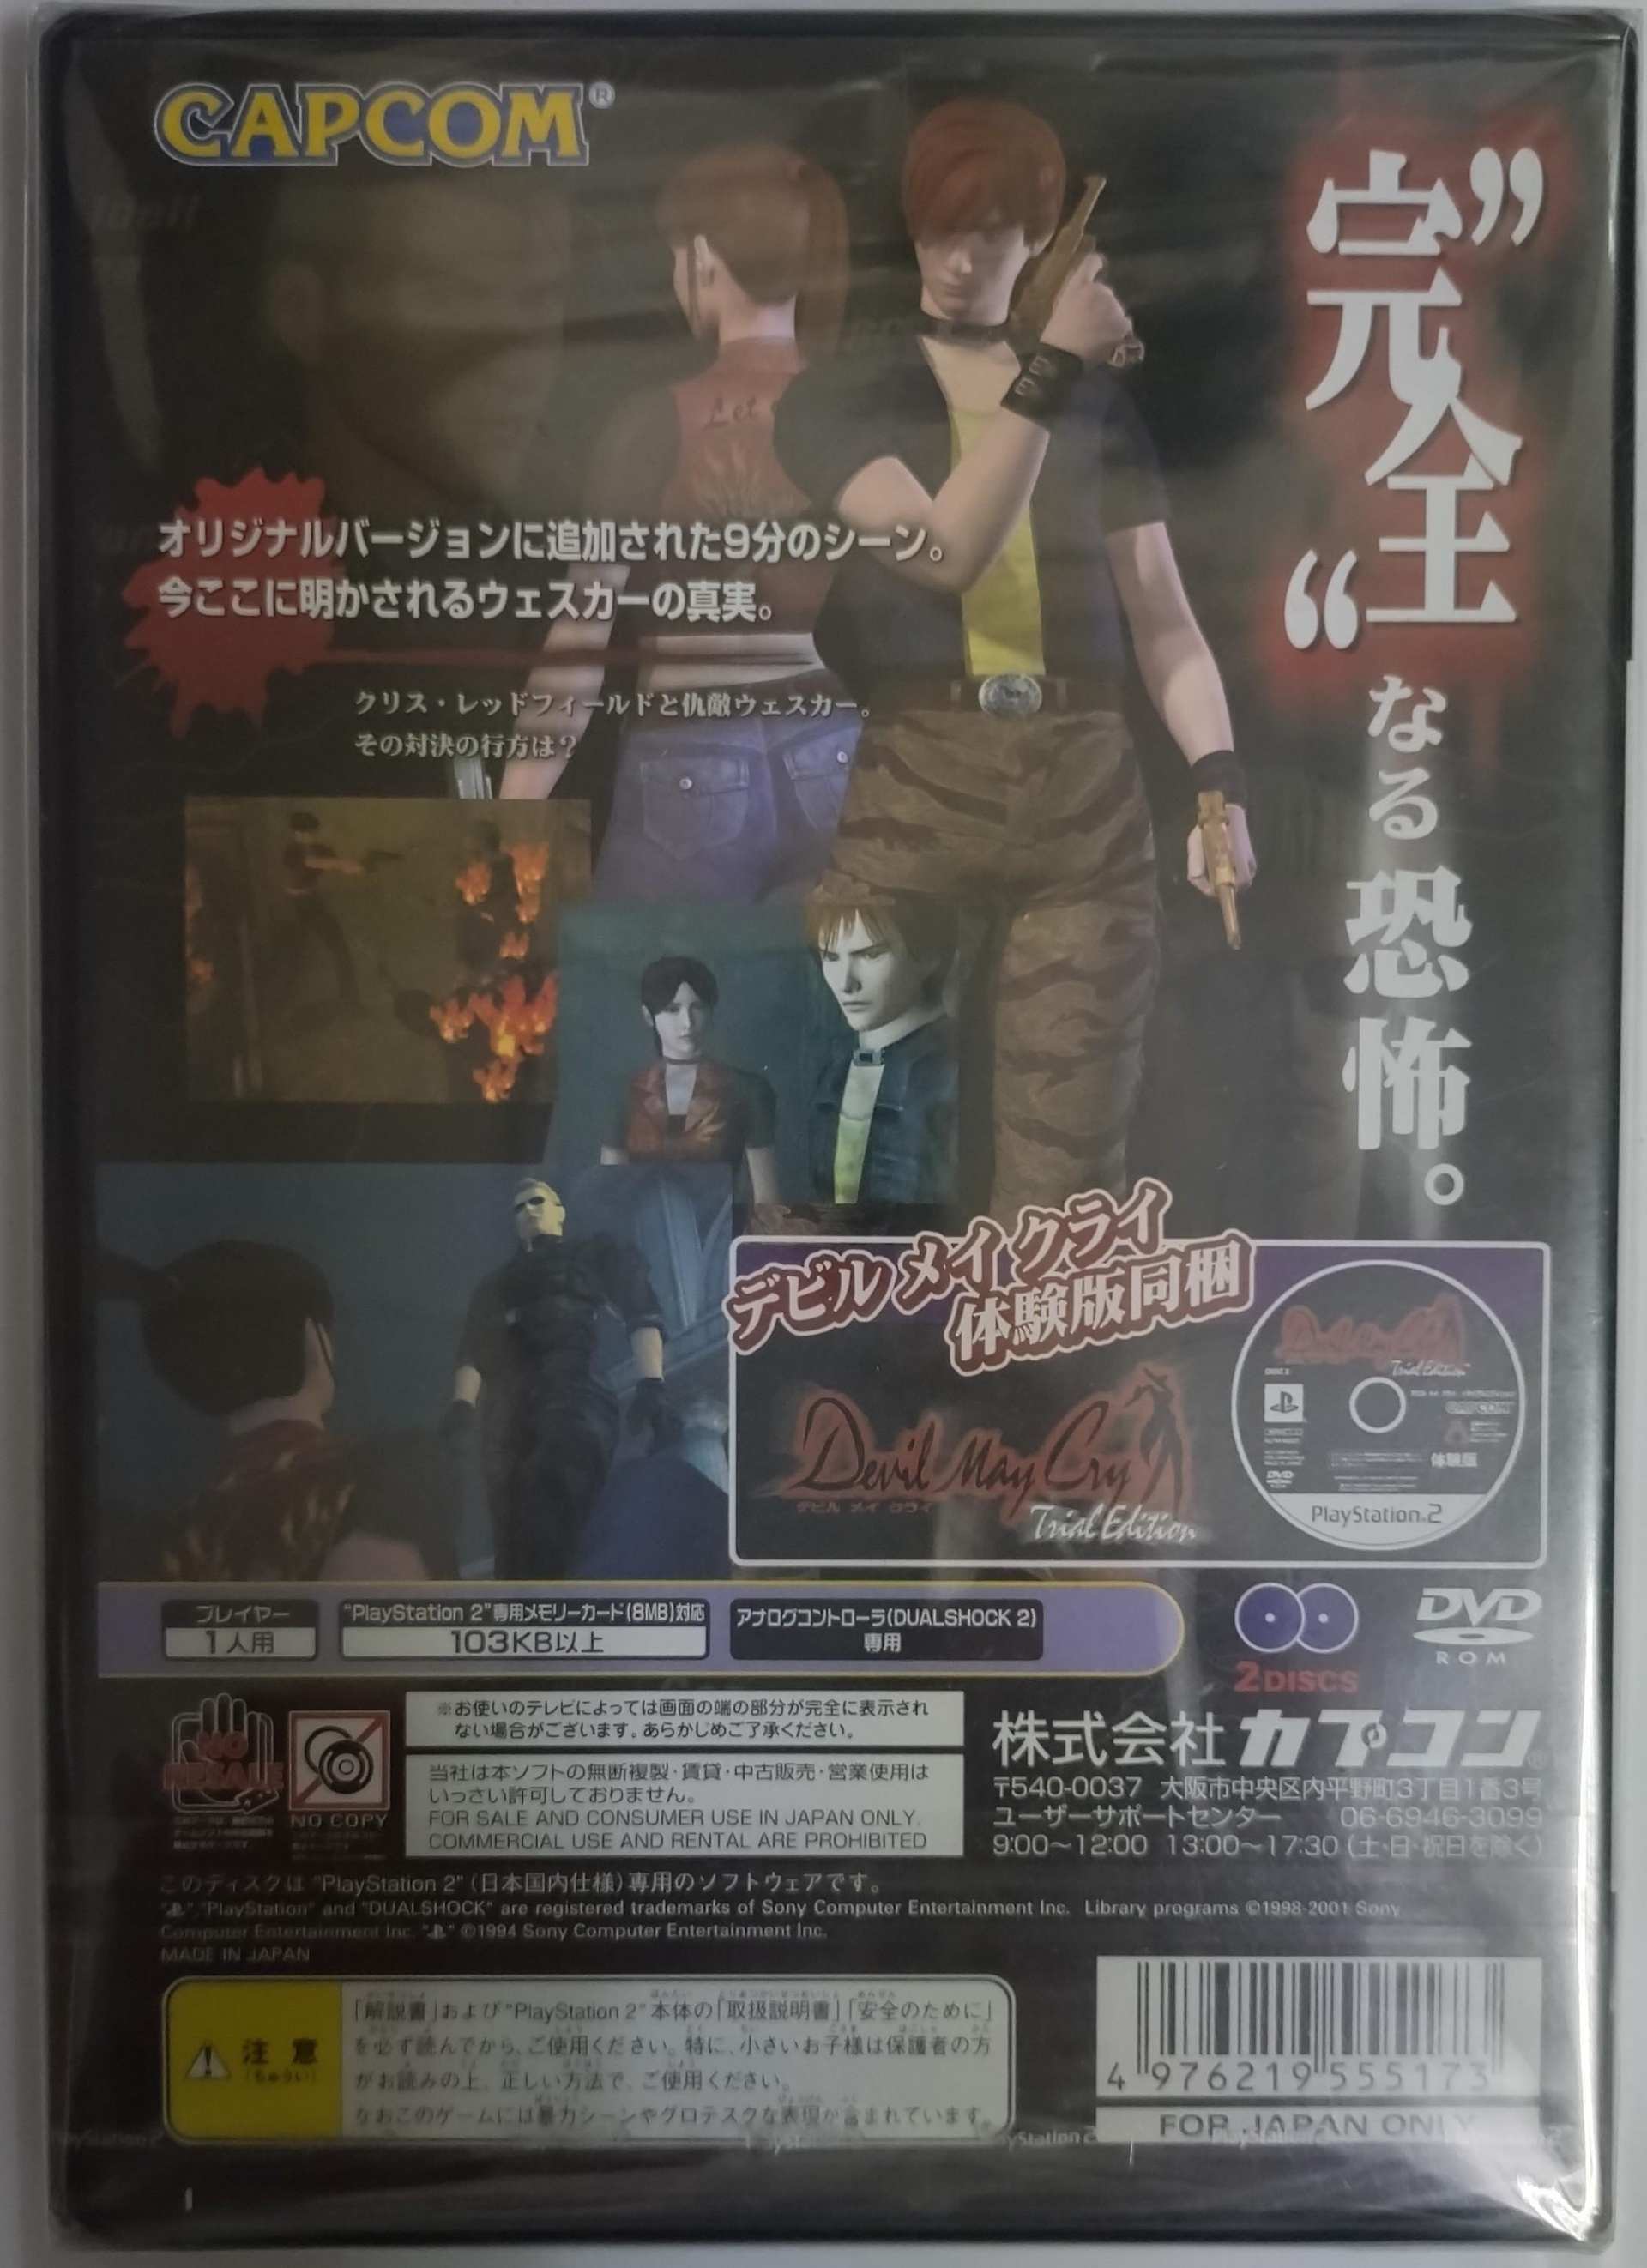 CAPCOM®
”完全“なる恐怖。
Let
オリジナルバージョンに追加された9分のシーン。
今ここに明かされるウェスカーの真実。
クリス・レッドフィールドと仇敵ウェスカー。
その対決の行方は?
デビル メイ クライ
体験版同梱
Devil May Cry
デビル メイ クライ
Trial Edition
Devil May Cry
Trial Edition
CAPCOM
体験版
DVD
PlayStation 2
プレイヤー
1人用
“PlayStation 2”専用メモリーカード(8MB)対応
103KB以上
アナログコントローラ(DUALSHOCK 2)
専用
2DISCS
DVD
ROM
NO
RESALE
NO COPY
※お使いのテレビによっては画面の端の部分が完全に表示され
ない場合がございます。あらかじめご了承ください。
当社は本ソフトの無断複製・賃貸・中古販売・営業使用は
いっさい許可しておりません。
FOR SALE AND CONSUMER USE IN JAPAN ONLY.
COMMERCIAL USE AND RENTAL ARE PROHIBITED
株式会社カプコン®
〒540-0037 大阪市中央区内平野町3丁目1番3号
ユーザーサポートセンター 06-6946-3099
9:00〜12:00 13:00〜17:30(土・日・祝日を除く)
このディスクは“PlayStation 2”(日本国内仕様)専用のソフトウェアです。
“PlayStation” and “DUALSHOCK” are registered trademarks of Sony Computer Entertainment Inc. Library programs ©1998-2001 Sony
Computer Entertainment Inc. ©1994 Sony Computer Entertainment Inc.
MADE IN JAPAN
注意
(ちゅうい)
「解説書」および“PlayStation 2”本体の「取扱説明書」「安全のために」
を必ず読んでから、ご使用ください。特に、小さいお子様は保護者の方
がお読みの上、正しい方法で、ご使用ください。
なおこのゲームには暴力シーンやグロテスクな表現が含まれています。
4 976219 555173
FOR JAPAN ONLY